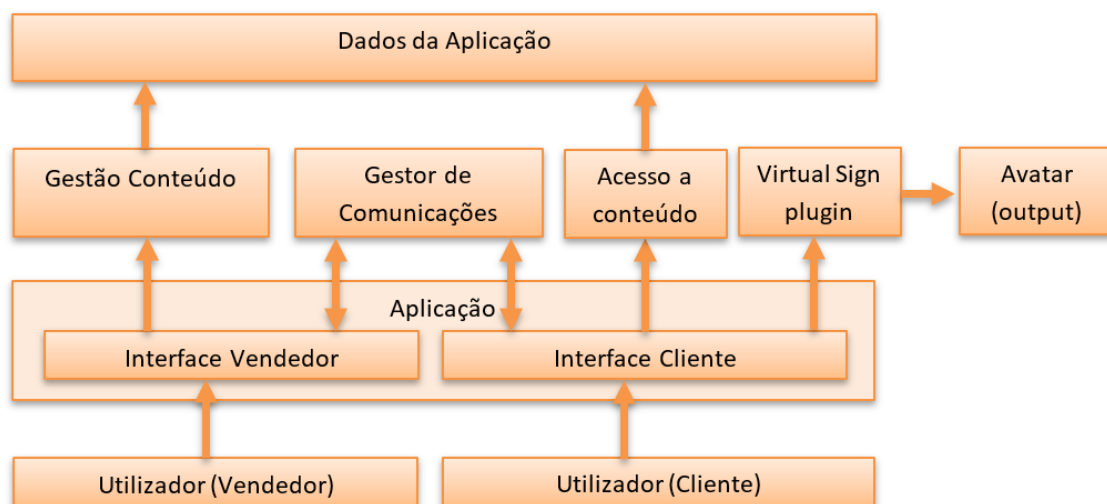 Dados da Aplicação
Gestão Conteúdo
Gestor de
Comunicações
Acesso a
conteúdo
Virtual Sign
plugin
Avatar
(output)
Aplicação
Interface Vendedor
Interface Cliente
Utilizador (Vendedor)
Utilizador (Cliente)